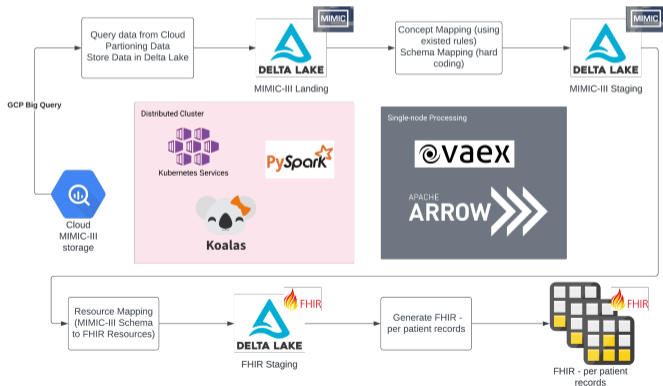 Query data from Cloud
Partioning Data
Store Data in Delta Lake
MIMIC
DELTA LAKE
MIMIC-III Landing
Concept Mapping (using
existed rules)
Schema Mapping (hard
coding)
MIMIC
DELTA LAKE
MIMIC-III Staging
GCP Big Query
Cloud
MIMIC-III
storage
Distributed Cluster
Kubernetes Services
PySpark
Koalas
Single-node Processing
vaex
APACHE
ARROW
Resource Mapping
(MIMIC-III Schema
to FHIR Resources)
FHIR
DELTA LAKE
FHIR Staging
Generate FHIR -
per patient records
FHIR
FHIR - per patient
records